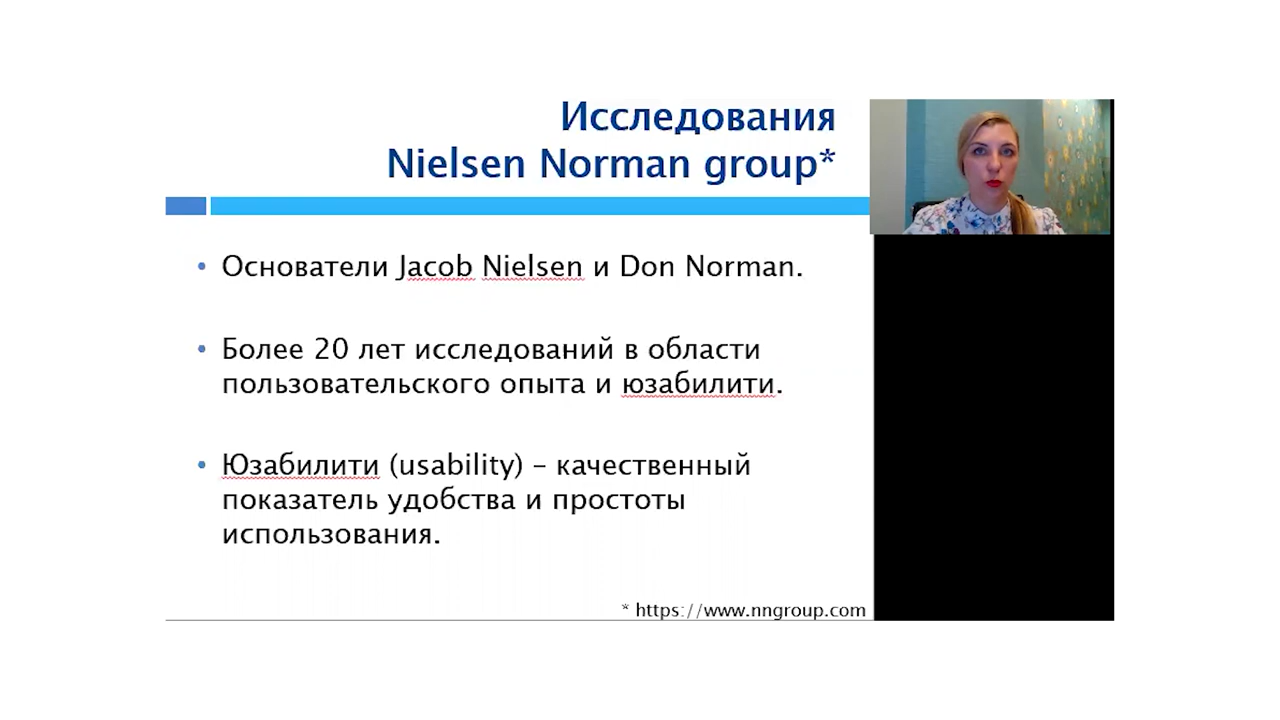 Исследования
Nielsen Norman group*
• Основатели Jacob Nielsen и Don Norman.
• Более 20 лет исследований в области
пользовательского опыта и юзабилити.
• Юзабилити (usability) – качественный
показатель удобства и простоты
использования.
* https://www.nngroup.com